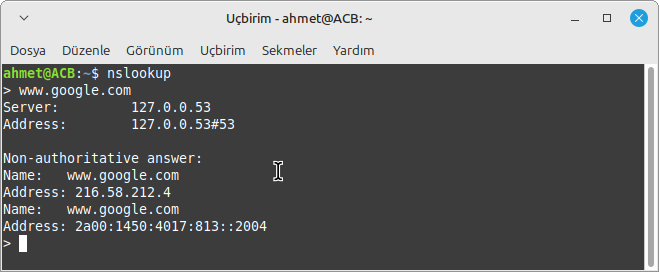 Uçbirim - ahmet@ACB: ~
Dosya Düzenle Görünüm Uçbirim Sekmeler Yardım
ahmet@ACB:~$ nslookup
> www.google.com
Server: 127.0.0.53
Address: 127.0.0.53#53
Non-authoritative answer:
Name: www.google.com
Address: 216.58.212.4
Name: www.google.com
Address: 2a00:1450:4017:813::2004
>